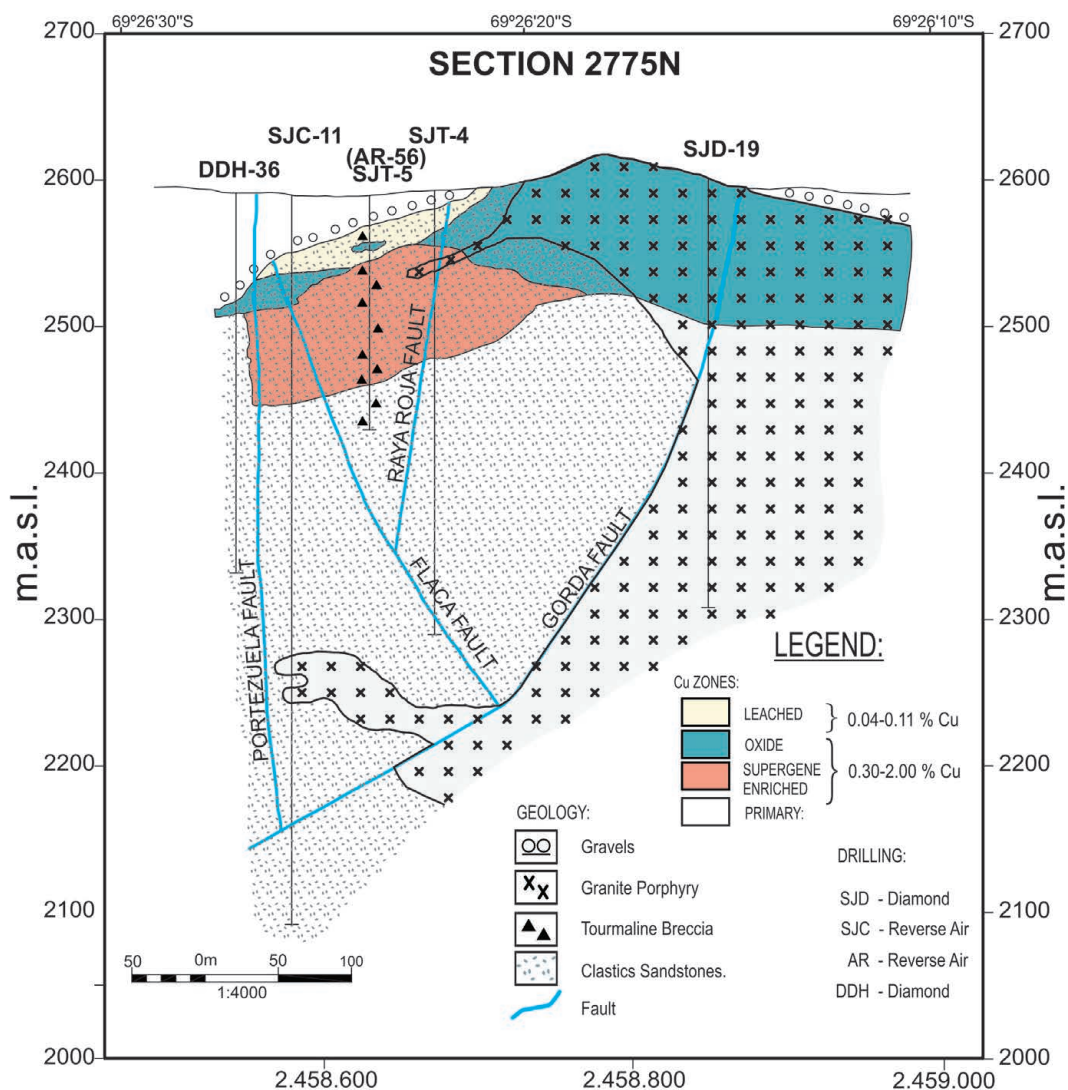 69°26'30"S 69°26'20"S 69°26'10"S
2700 2700
SECTION 2775N
SJC-11 SJT-4
(AR-56)
DDH-36 SJT-5 SJD-19
2600 2600
2500 2500
RAYA ROJA FAULT
2400 2400
m.a.s.l. m.a.s.l.
PORTEZUELA FAULT
FLACA FAULT
GORDA FAULT
2300 2300
LEGEND:
Cu ZONES:
LEACHED } 0.04-0.11 % Cu
OXIDE
SUPERGENE
ENRICHED } 0.30-2.00 % Cu
PRIMARY:
2200 2200
GEOLOGY:
Gravels
Granite Porphyry
Tourmaline Breccia
Clastics Sandstones.
Fault
DRILLING:
SJD - Diamond
SJC - Reverse Air
AR - Reverse Air
DDH - Diamond
2100 2100
50 0m 50 100
1:4000
2000 2000
2.458.600 2.458.800 2.459.000